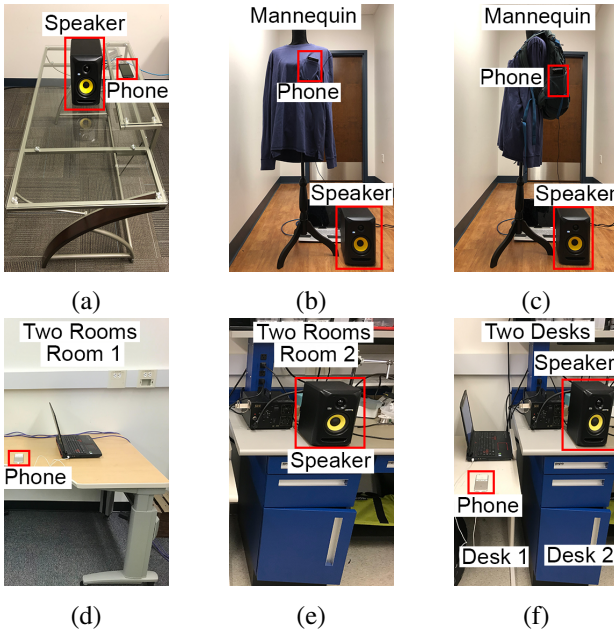 Speaker
Phone
(a)
Mannequin
Phone
Speaker
(b)
Mannequin
Phone
Speaker
(c)
Two Rooms
Room 1
Phone
(d)
Two Rooms
Room 2
Speaker
(e)
Two Desks
Speaker
Phone
Desk 1
Desk 2
(f)